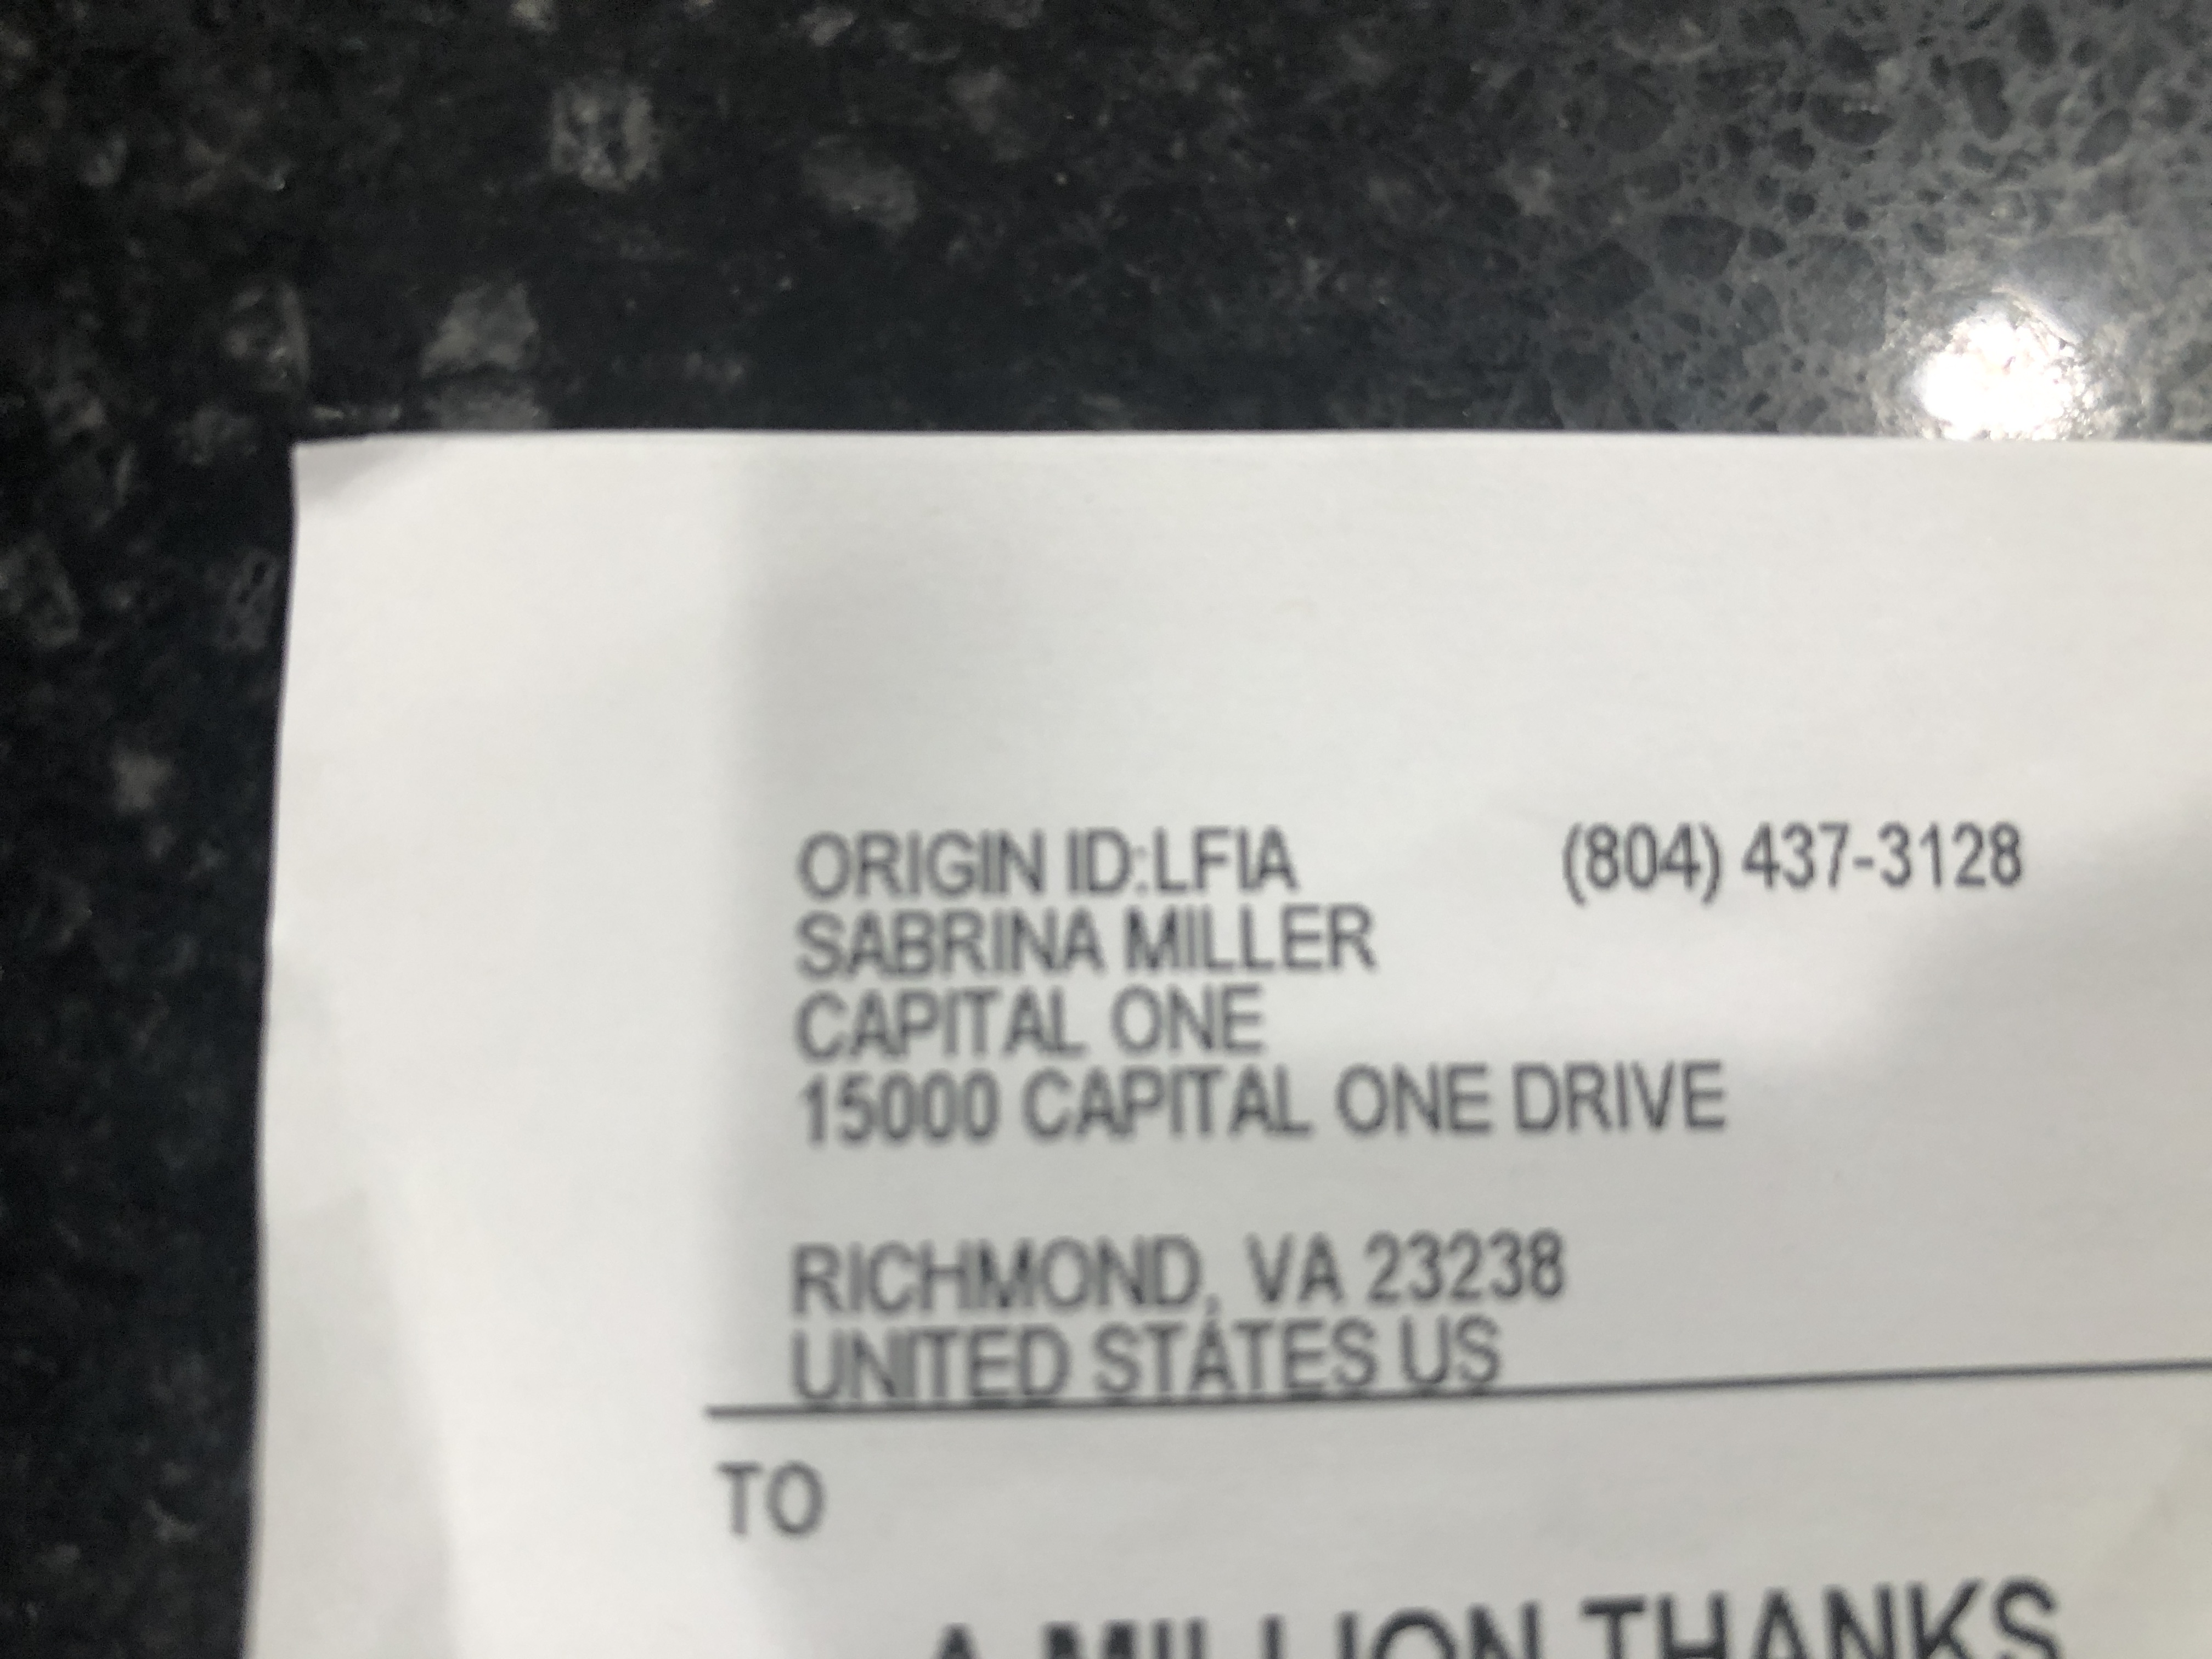 ORIGIN ID:LFIA (804) 437-3128
SABRINA MILLER
CAPITAL ONE
15000 CAPITAL ONE DRIVE
RICHMOND, VA 23238
UNITED STATES US
TO
A MILLION THANKS